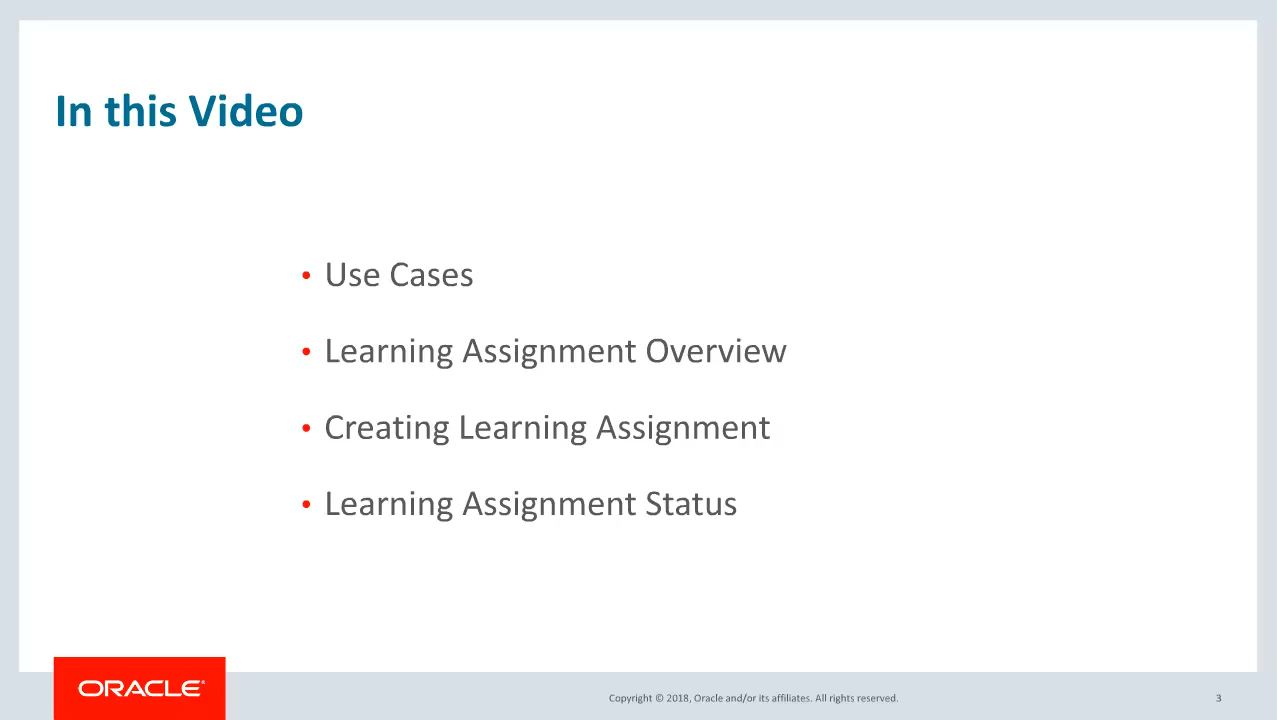 In this Video
• Use Cases
• Learning Assignment Overview
• Creating Learning Assignment
• Learning Assignment Status
ORACLE®
Copyright © 2018, Oracle and/or its affiliates. All rights reserved.
3